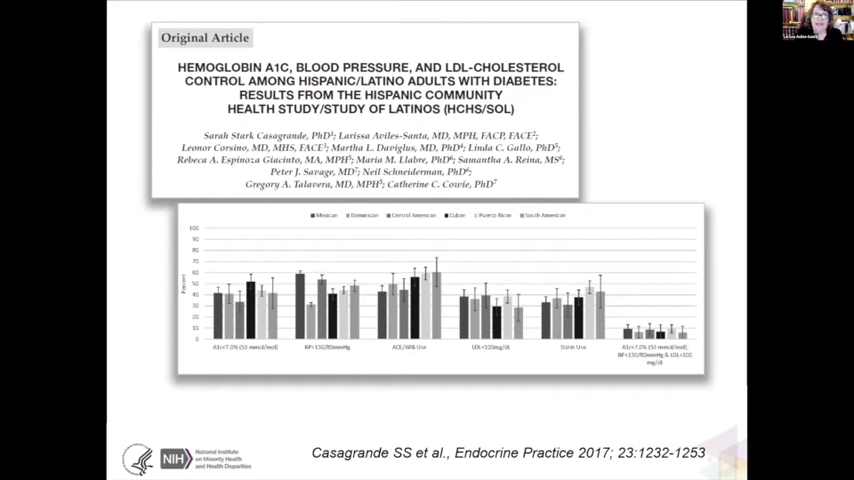 Original Article
HEMOGLOBIN A1C, BLOOD PRESSURE, AND LDL-CHOLESTEROL
CONTROL AMONG HISPANIC/LATINO ADULTS WITH DIABETES:
RESULTS FROM THE HISPANIC COMMUNITY
HEALTH STUDY/STUDY OF LATINOS (HCHS/SOL)
Sarah Stark Casagrande, PhD1; Larissa Aviles-Santa, MD, MPH, FACP, FACE2;
Leonor Corsino, MD, MHS, FACE3; Martha L. Daviglus, MD, PhD4; Linda C. Gallo, PhD5;
Rebeca A. Espinoza Giacinto, MA, MPH5; Maria M. Llabre, PhD6; Samantha A. Reina, MS6;
Peter J. Savage, MD7; Neil Schneiderman, PhD6;
Gregory A. Talavera, MD, MPH5; Catherine C. Cowie, PhD7
Mexican Dominican Central American Cuban Puerto Rican South American
100
90
80
70
60
50
40
30
20
10
0
Percent
A1c<7.0% (53 mmol/mol) BP<130/80mmHg ACE/ARB Use LDL<100mg/dL Statin Use A1c<7.0% (53 mmol/mol),
BP<130/80mmHg & LDL<100
mg/dL
NIH
National Institute
on Minority Health
and Health Disparities
Casagrande SS et al., Endocrine Practice 2017; 23:1232-1253